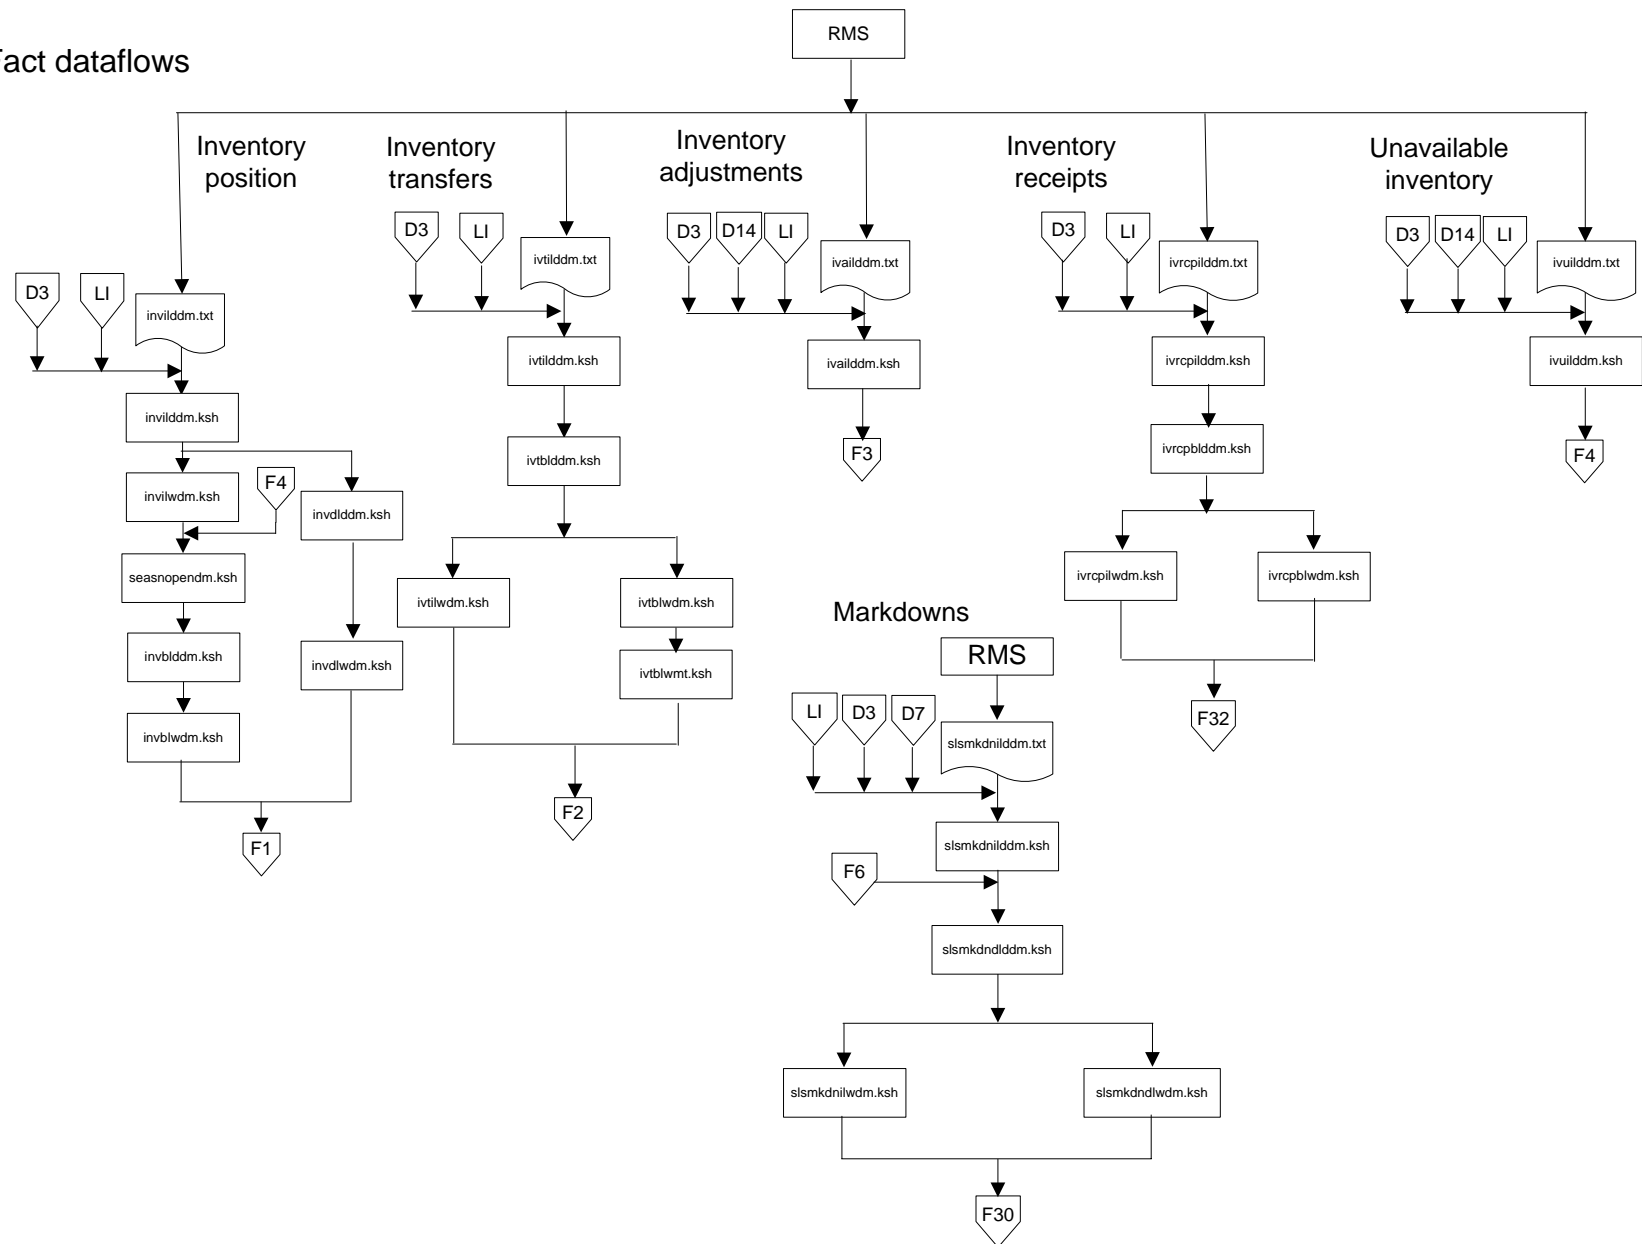 RMS
Fact dataflows
Inventory
position
Inventory
transfers
Inventory
adjustments
Inventory
receipts
Unavailable
inventory
D3
LI
invilddm.txt
invilddm.ksh
invilwdm.ksh
F4
invdlddm.ksh
seasnopendm.ksh
invblddm.ksh
invdlwdm.ksh
invblwdm.ksh
F1
D3
LI
ivtilddm.txt
ivtilddm.ksh
ivtblddm.ksh
ivtilwdm.ksh
ivtblwdm.ksh
ivtblwmt.ksh
F2
D3
D14
LI
ivailddm.txt
ivailddm.ksh
F3
D3
LI
ivrcpilddm.txt
ivrcpilddm.ksh
ivrcpblddm.ksh
ivrcpilwdm.ksh
ivrcpblwdm.ksh
F32
D3
D14
LI
ivuilddm.txt
ivuilddm.ksh
F4
Markdowns
RMS
LI
D3
D7
slsmkdnilddm.txt
slsmkdnilddm.ksh
F6
slsmkdndlddm.ksh
slsmkdnilwdm.ksh
slsmkdndlwdm.ksh
F30